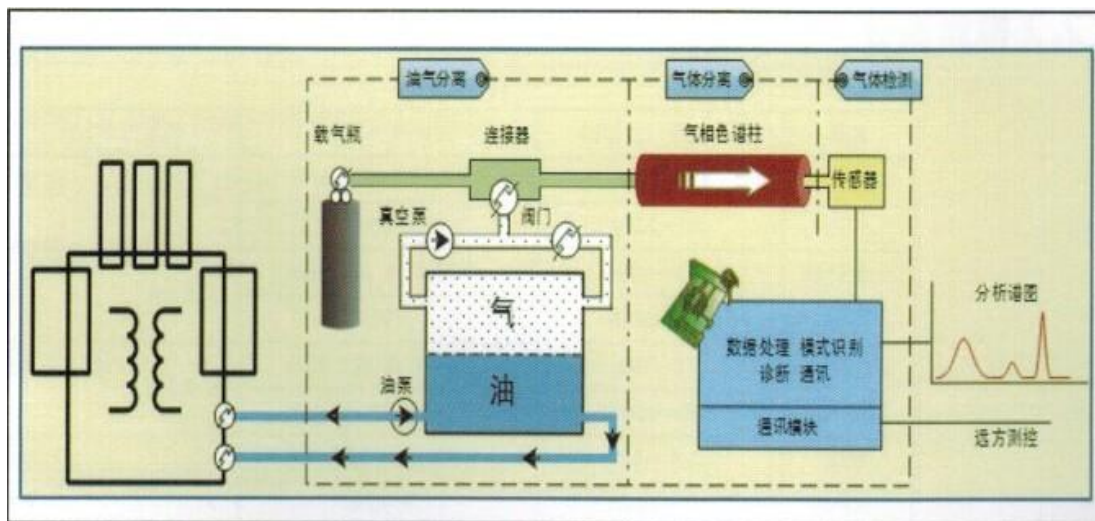 油气分离
气体分离
气体检测
载气瓶
连接器
气相色谱柱
传感器
真空泵
阀门
气
油
油泵
数据处理 模式识别
诊断 通讯
通讯模块
分析谱图
远方测控